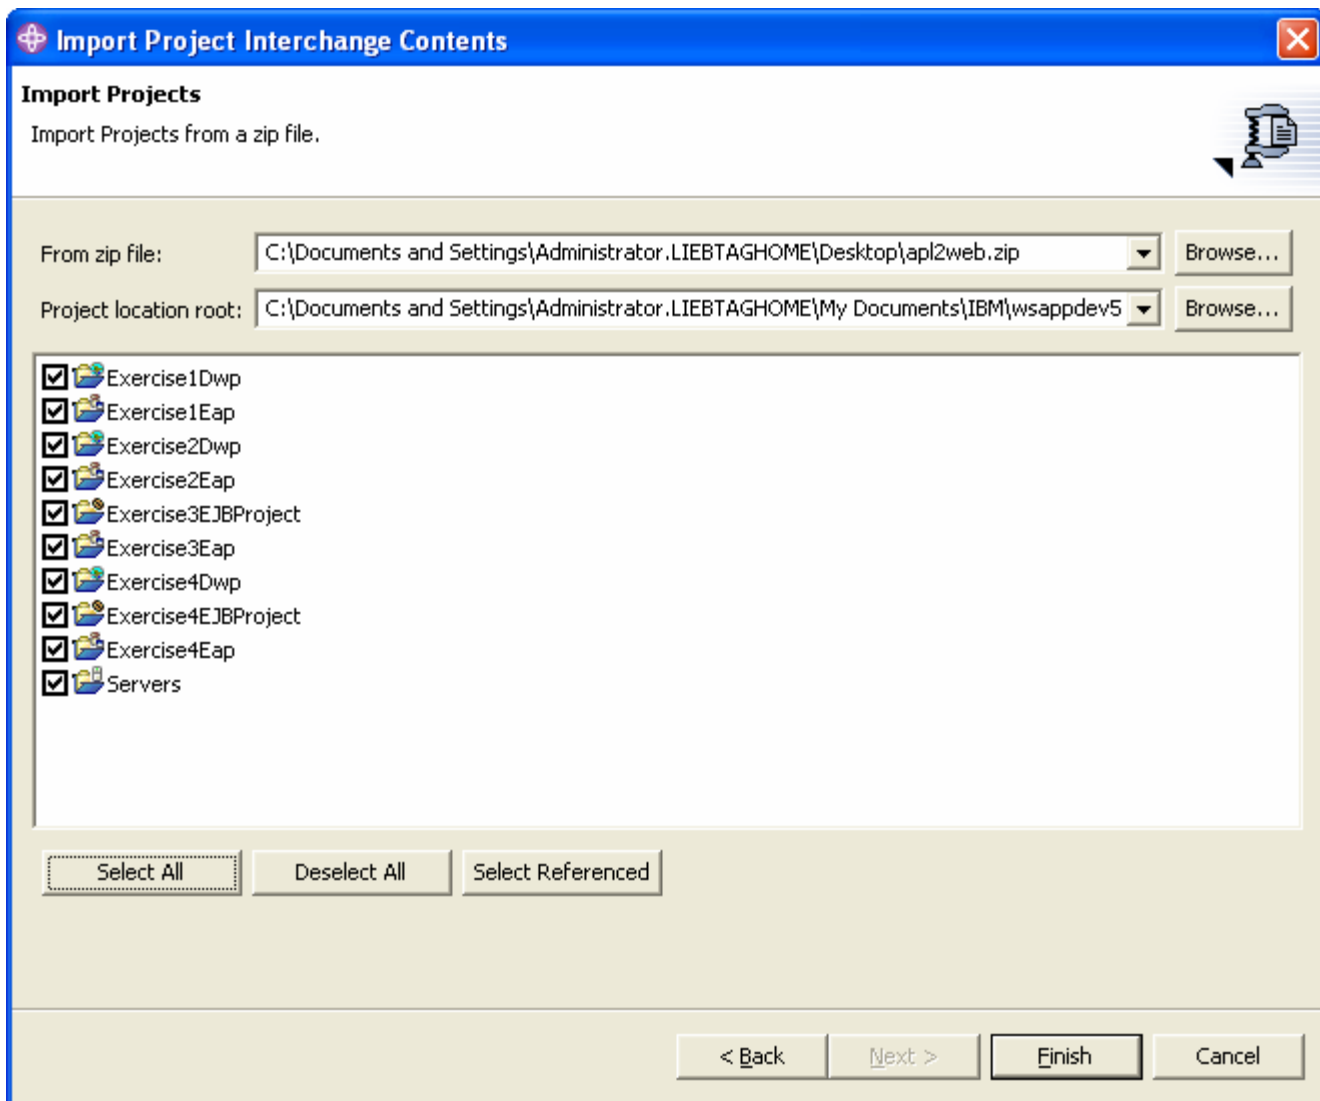 Import Project Interchange Contents
Import Projects
Import Projects from a zip file.
From zip file: C:\Documents and Settings\Administrator.LIEBTAGHOME\Desktop\apl2web.zip Browse...
Project location root: C:\Documents and Settings\Administrator.LIEBTAGHOME\My Documents\IBM\wsappdev5 Browse...
Exercise1Dwp
Exercise1Eap
Exercise2Dwp
Exercise2Eap
Exercise3EJBProject
Exercise3Eap
Exercise4Dwp
Exercise4EJBProject
Exercise4Eap
Servers
Select All Deselect All Select Referenced
< Back Next > Finish Cancel